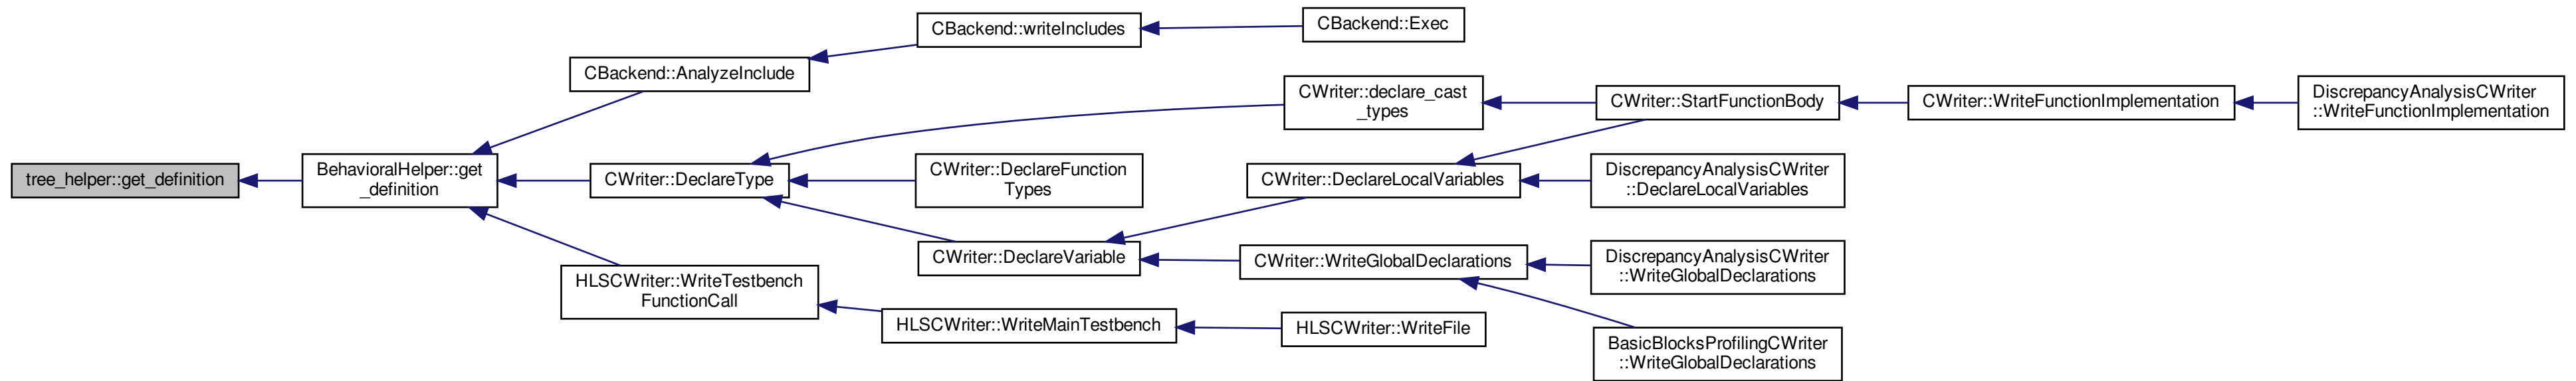 tree_helper::get_definition
BehavioralHelper::get
_definition
CBackend::AnalyzeInclude
CBackend::writeIncludes
CBackend::Exec
CWriter::DeclareType
CWriter::declare_cast
_types
CWriter::StartFunctionBody
CWriter::WriteFunctionImplementation
DiscrepancyAnalysisCWriter
::WriteFunctionImplementation
CWriter::DeclareFunction
Types
CWriter::DeclareVariable
CWriter::DeclareLocalVariables
DiscrepancyAnalysisCWriter
::DeclareLocalVariables
CWriter::WriteGlobalDeclarations
DiscrepancyAnalysisCWriter
::WriteGlobalDeclarations
BasicBlocksProfilingCWriter
::WriteGlobalDeclarations
HLSCWriter::WriteTestbench
FunctionCall
HLSCWriter::WriteMainTestbench
HLSCWriter::WriteFile